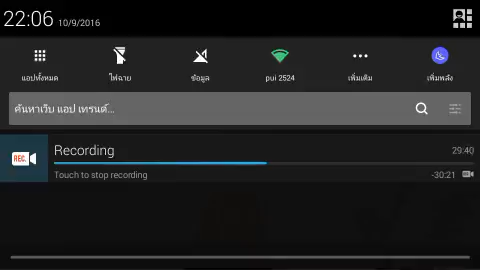 22:06 10/9/2016
แอปทั้งหมด ไฟฉาย ข้อมูล pui 2524 เพิ่มเติม เพิ่มพลัง
ค้นหาเว็บ แอป เทรนด์...
REC. Recording 29:40
Touch to stop recording -30:21